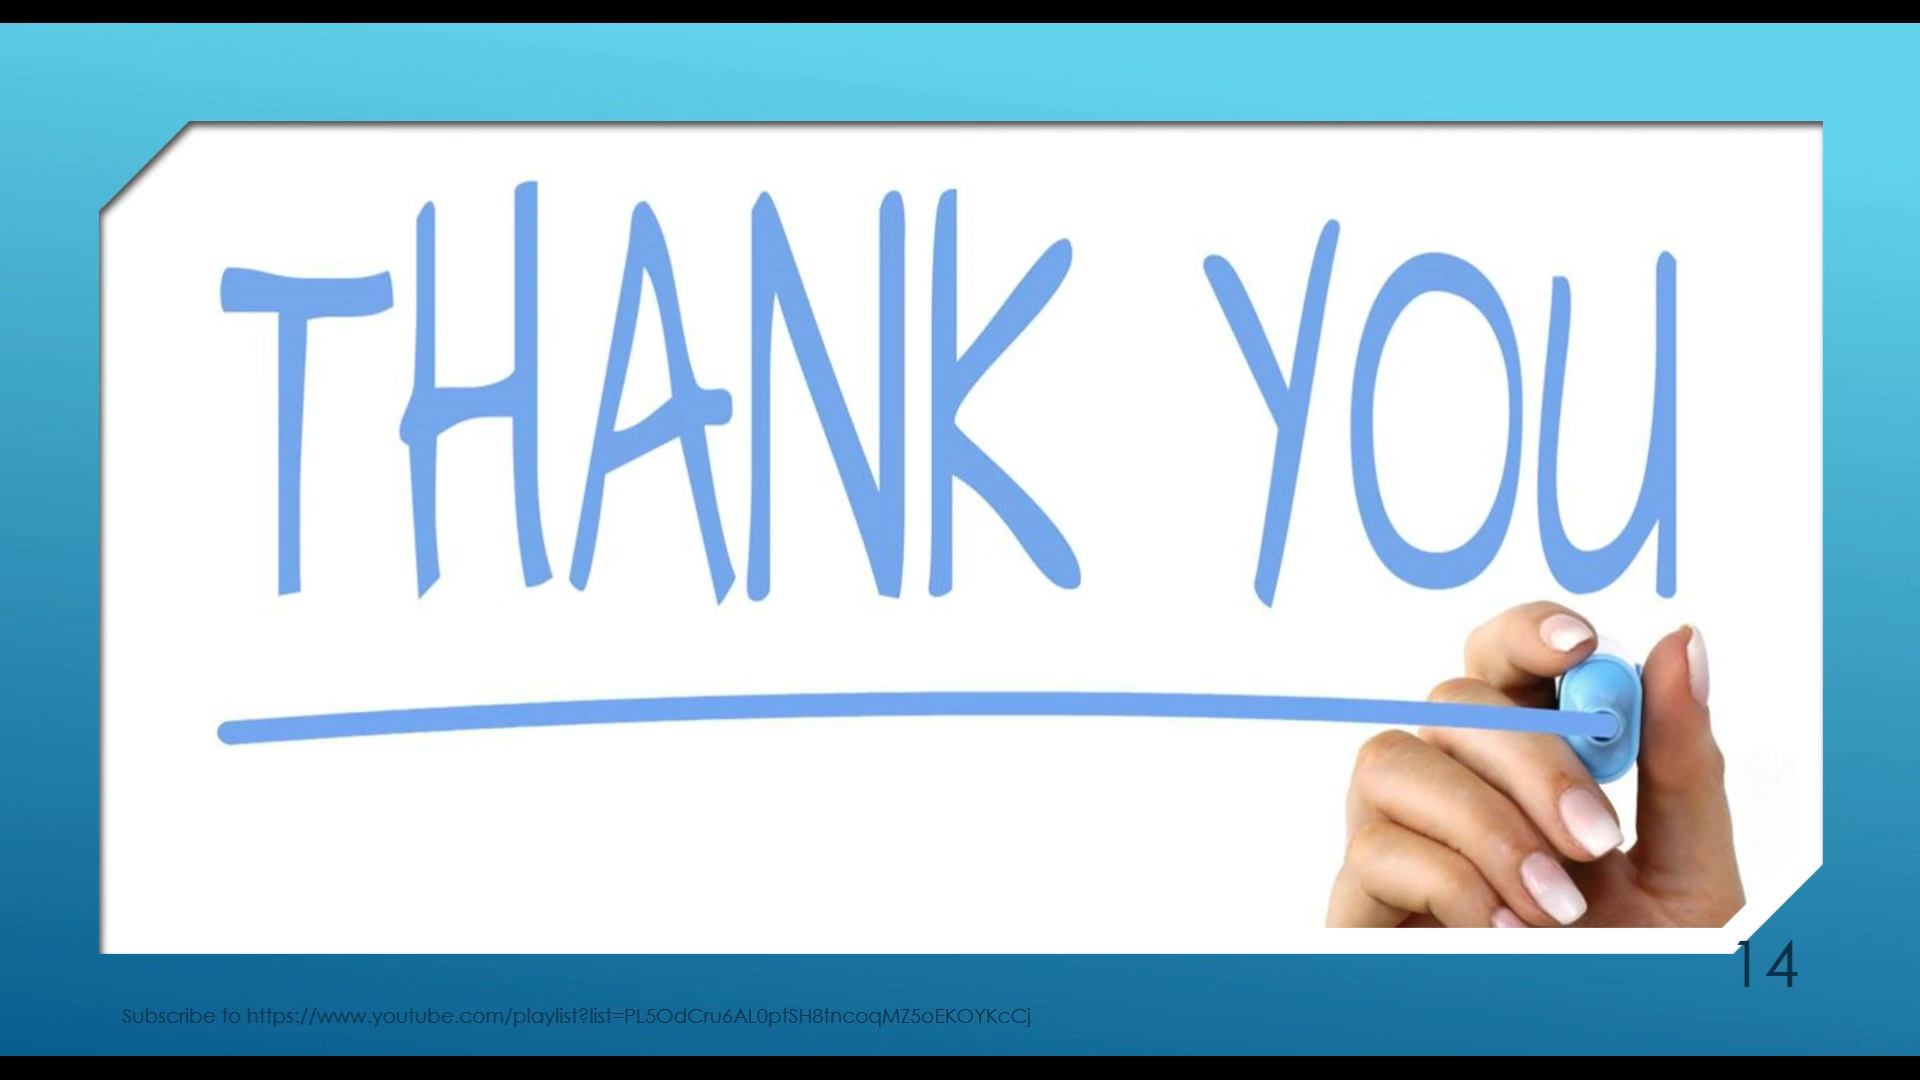 THANK YOU
14
Subscribe to https://www.youtube.com/playlist?list=PL5OdCru6AL0ptSH8tncoqMZ5oEKOYKcCj